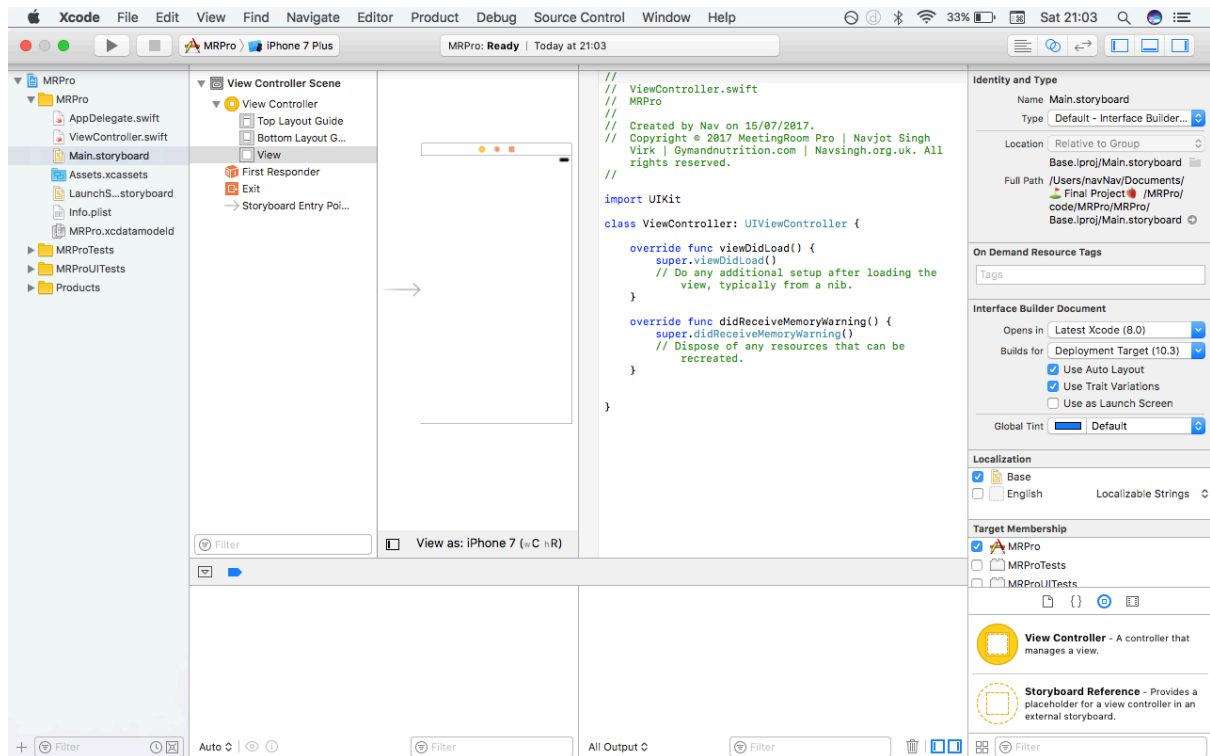 Xcode File Edit View Find Navigate Editor Product Debug Source Control Window Help 33% Sat 21:03
MRPro iPhone 7 Plus
MRPro: Ready | Today at 21:03
MRPro
MRPro
AppDelegate.swift
ViewController.swift
Main.storyboard
Assets.xcassets
LaunchS...storyboard
Info.plist
MRPro.xcdatamodeld
MRProTests
MRProUITests
Products
Filter
View Controller Scene
View Controller
Top Layout Guide
Bottom Layout G...
View
First Responder
Exit
Storyboard Entry Poi...
Filter
View as: iPhone 7 (wC hR)
//
// ViewController.swift
// MRPro
//
// Created by Nav on 15/07/2017.
// Copyright © 2017 MeetingRoom Pro | Navjot Singh
Virk | Gymandnutrition.com | Navsingh.org.uk. All
rights reserved.
//
import UIKit
class ViewController: UIViewController {
override func viewDidLoad() {
super.viewDidLoad()
// Do any additional setup after loading the
view, typically from a nib.
}
override func didReceiveMemoryWarning() {
super.didReceiveMemoryWarning()
// Dispose of any resources that can be
recreated.
}
}
Auto
Filter
All Output
Filter
Identity and Type
Name Main.storyboard
Type Default - Interface Builder...
Location Relative to Group
Base.lproj/Main.storyboard
Full Path /Users/navNav/Documents/
Final Project /MRPro/
code/MRPro/MRPro/
Base.lproj/Main.storyboard
On Demand Resource Tags
Tags
Interface Builder Document
Opens in Latest Xcode (8.0)
Builds for Deployment Target (10.3)
Use Auto Layout
Use Trait Variations
Use as Launch Screen
Global Tint Default
Localization
Base
English Localizable Strings
Target Membership
MRPro
MRProTests
MRProUITests
{}
View Controller - A controller that
manages a view.
Storyboard Reference - Provides a
placeholder for a view controller in an
external storyboard.
Filter